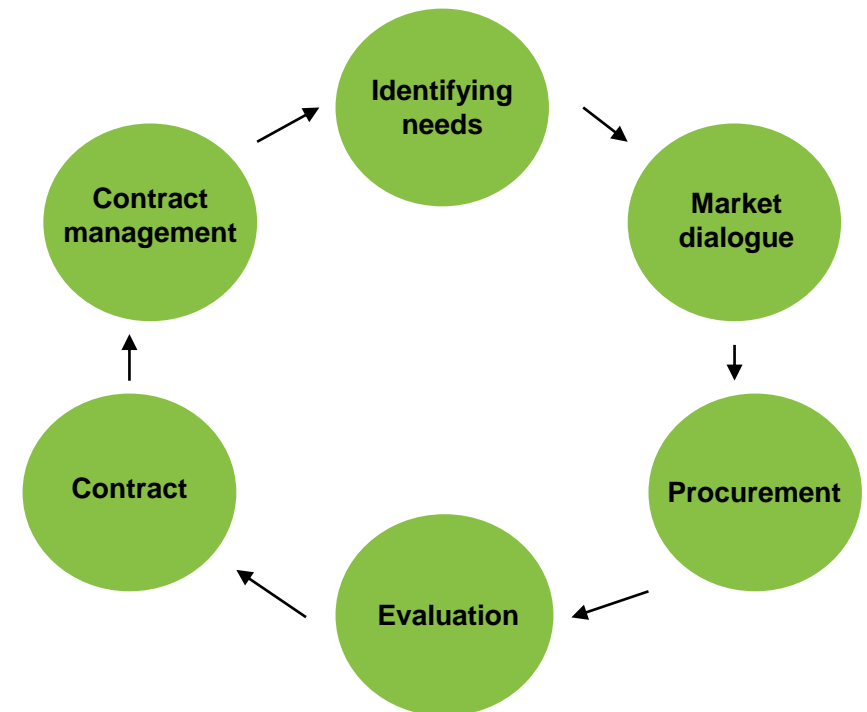 Identifying
needs
Market
dialogue
Procurement
Evaluation
Contract
Contract
management